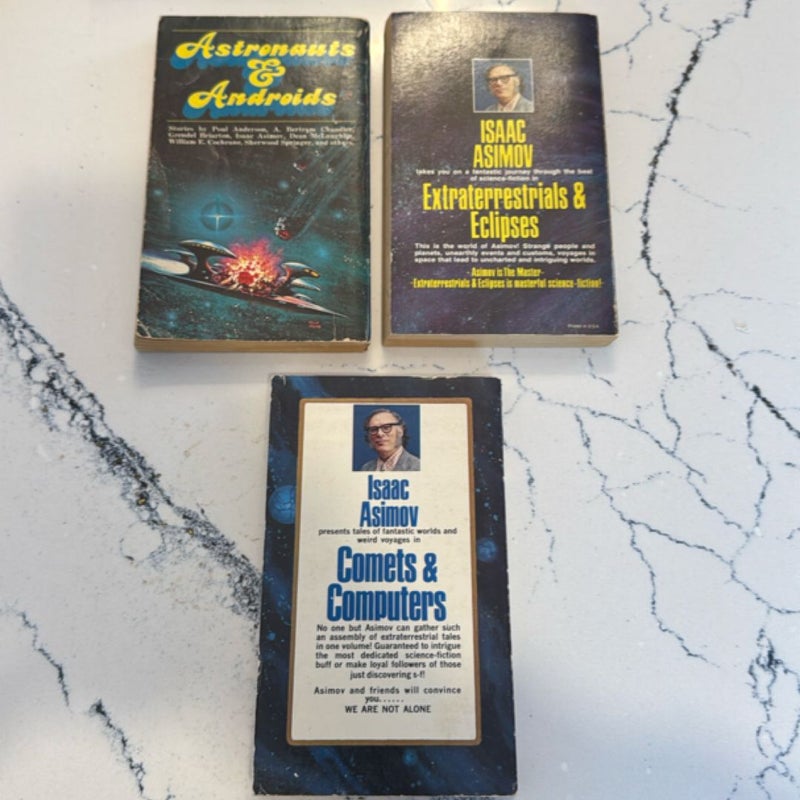 Astronauts
&
Androids
Stories by Poul Anderson, A. Bertram Chandler,
Grendel Briarton, Isaac Asimov, Dean McLaughlin,
William E. Cochrane, Sherwood Springer, and others.
ISAAC
ASIMOV
takes you on a fantastic journey through the best
of science-fiction in
Extraterrestrials &
Eclipses
This is the world of Asimov! Strange people and
planets, unearthly events and customs, voyages in
space that lead to uncharted and intriguing worlds.
-Asimov is The Master-
-Extraterrestrials & Eclipses is masterful science-fiction!-
Printed in U.S.A.
Isaac
Asimov
presents tales of fantastic worlds and
weird voyages in
Comets &
Computers
No one but Asimov can gather such
an assembly of extraterrestrial tales
in one volume! Guaranteed to intrigue
the most dedicated science-fiction
buff or make loyal followers of those
just discovering s-f!
Asimov and friends will convince
you......
WE ARE NOT ALONE